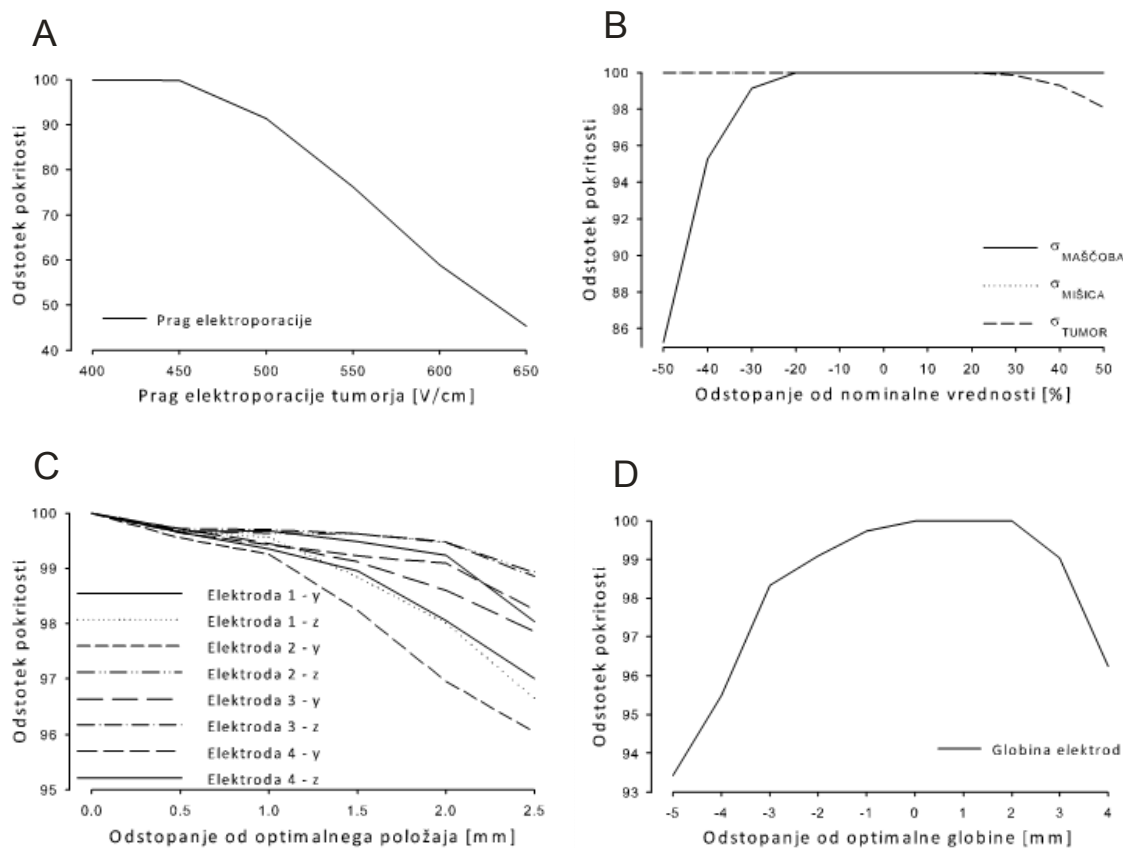 A
Odstotek pokritosti
100
90
80
70
60
50
40
Prag elektroporacije
400 450 500 550 600 650
Prag elektroporacije tumorja [V/cm]
B
Odstotek pokritosti
100
98
96
94
92
90
88
86
σ MAŠČOBA
σ MIŠICA
σ TUMOR
-50 -40 -30 -20 -10 0 10 20 30 40 50
Odstopanje od nominalne vrednosti [%]
C
Odstotek pokritosti
100
99
98
97
96
95
Elektroda 1 - y
Elektroda 1 - z
Elektroda 2 - y
Elektroda 2 - z
Elektroda 3 - y
Elektroda 3 - z
Elektroda 4 - y
Elektroda 4 - z
0.0 0.5 1.0 1.5 2.0 2.5
Odstopanje od optimalnega položaja [mm]
D
Odstotek pokritosti
100
99
98
97
96
95
94
93
Globina elektrod
-5 -4 -3 -2 -1 0 1 2 3 4
Odstopanje od optimalne globine [mm]